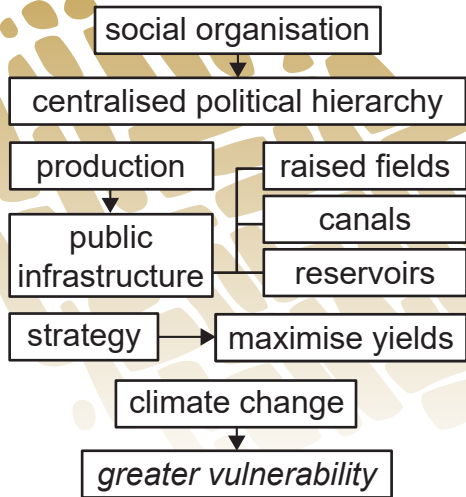 social organisation
centralised political hierarchy
production
raised fields
canals
public
infrastructure
reservoirs
strategy
maximise yields
climate change
greater vulnerability